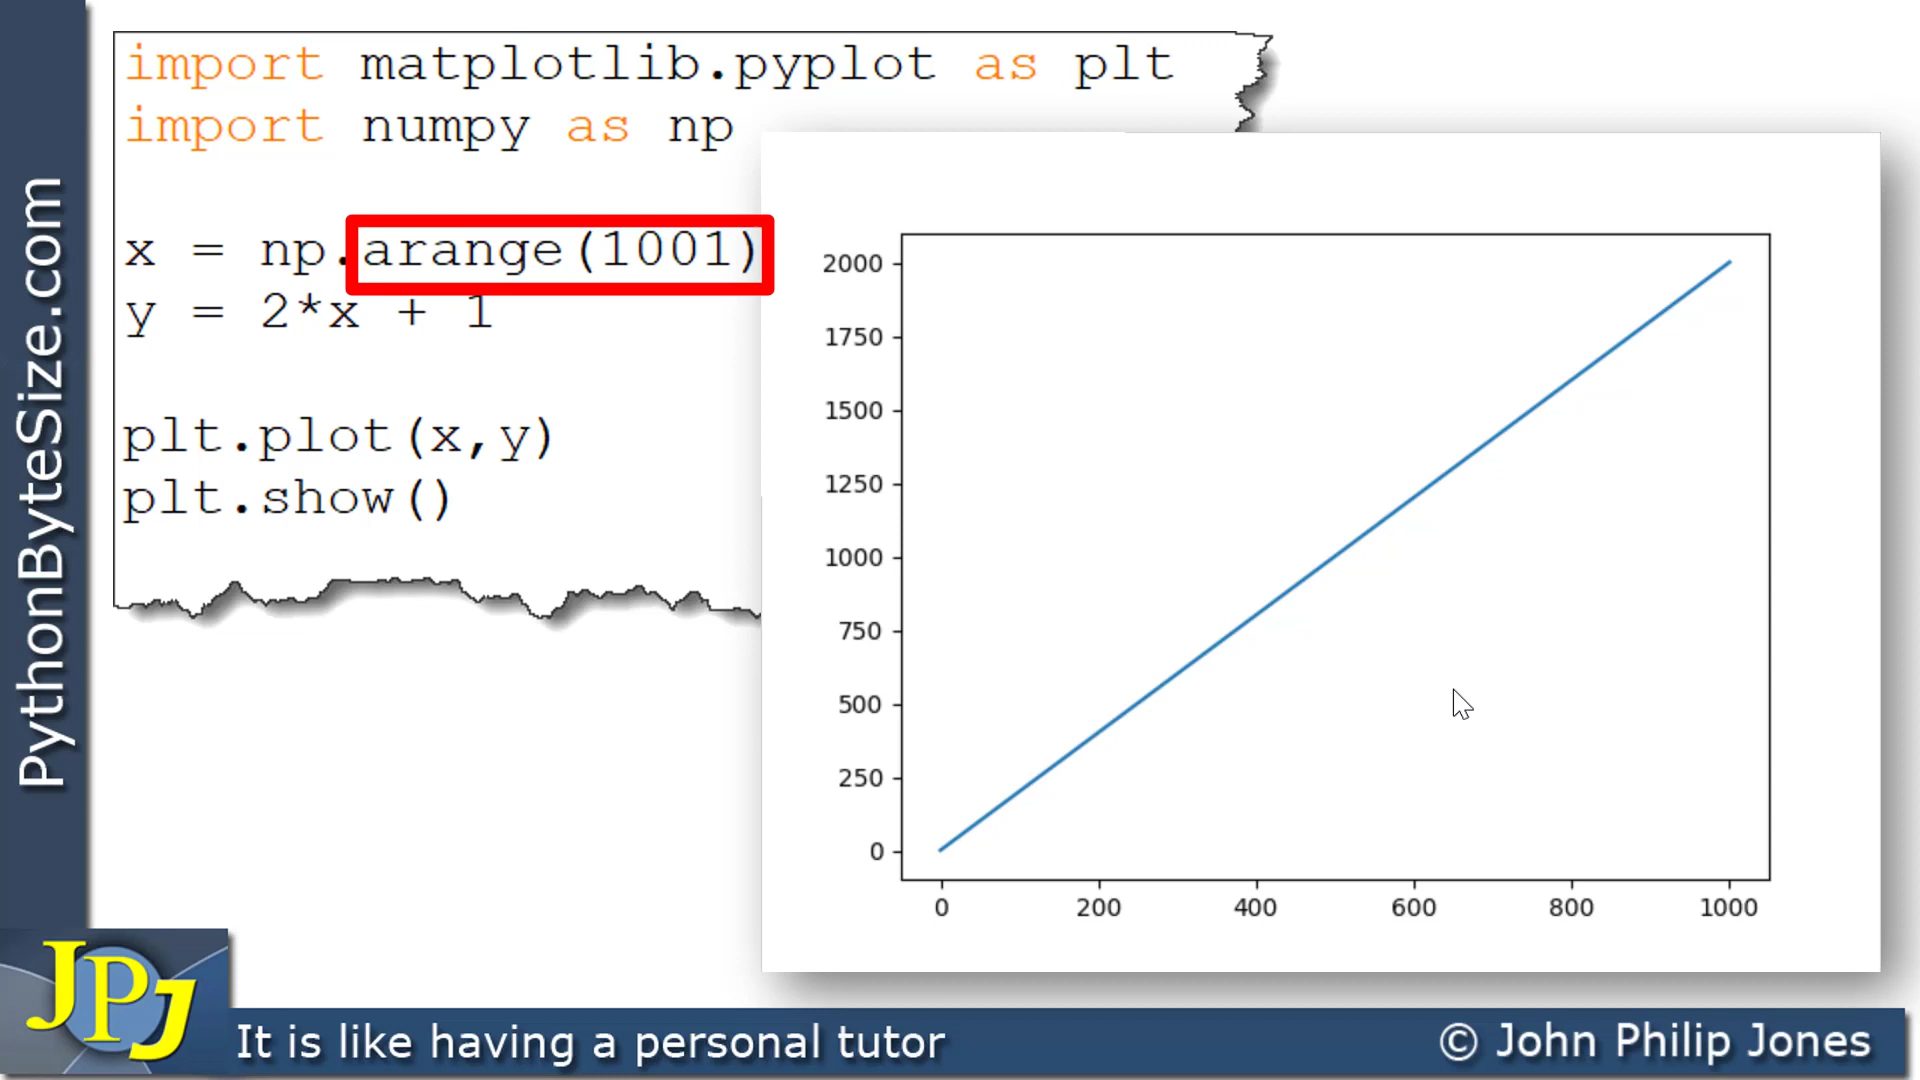 import matplotlib.pyplot as plt
import numpy as np
x = np.arange(1001)
y = 2*x + 1
plt.plot(x,y)
plt.show()
2000
1750
1500
1250
1000
750
500
250
0
0 200 400 600 800 1000
PythonByteSize.com
JPJ
It is like having a personal tutor
© John Philip Jones